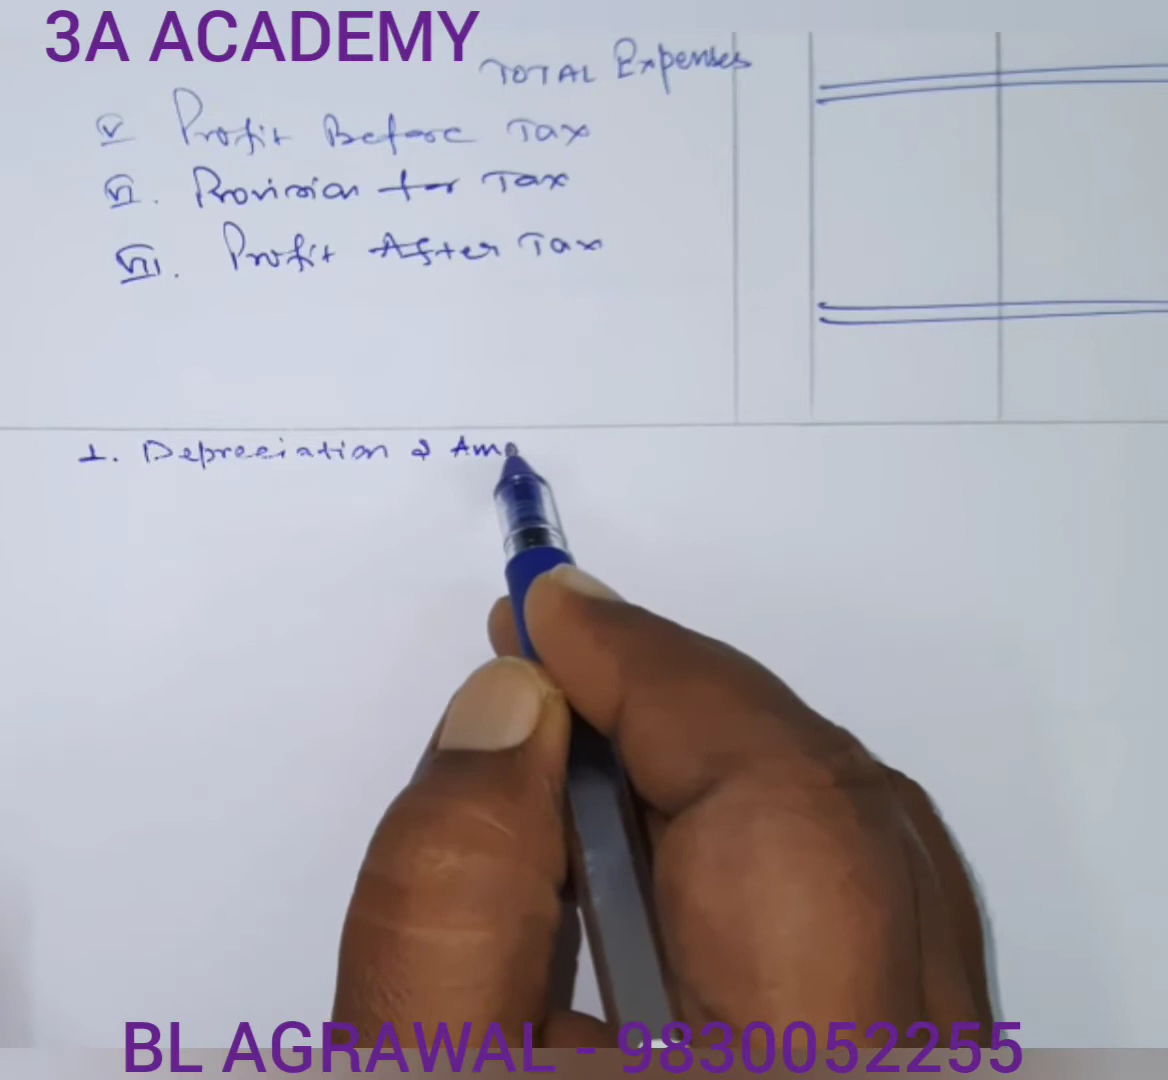 3A ACADEMY
TOTAL Expenses
V Profit Before Tax
VI. Provision for Tax
VII. Profit After Tax
1. Depreciation & Amo
BL AGRAWAL - 9830052255